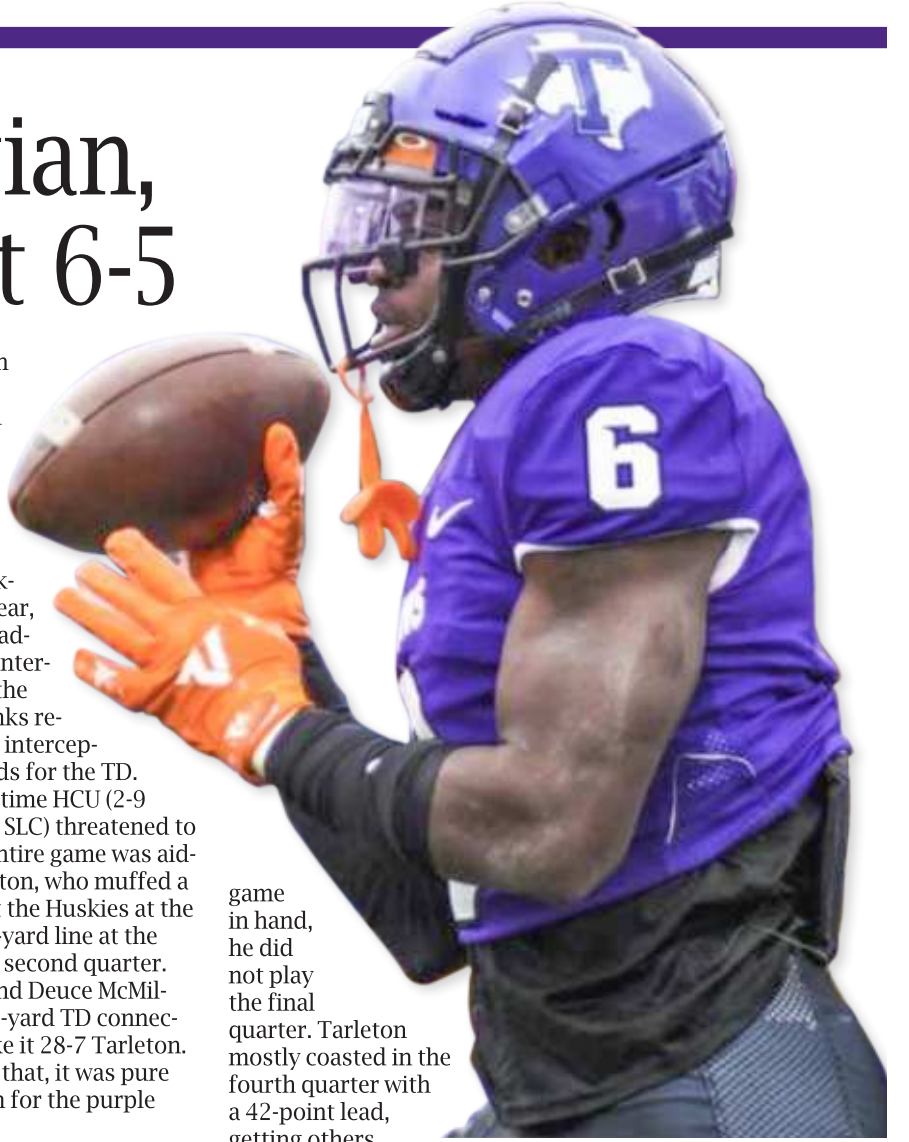 ian,
t 6-5
n
k-
ear,
ad-
nter-
the
nks re-
intercep-
ds for the TD.
time HCU (2-9
SLC) threatened to
ntire game was aid-
ton, who muffed a
t the Huskies at the
-yard line at the
second quarter.
nd Deuce McMil-
-yard TD connec-
ke it 28-7 Tarleton.
that, it was pure
n for the purple
game
in hand,
he did
not play
the final
quarter. Tarleton
mostly coasted in the
fourth quarter with
a 42-point lead,
getting others
T
6